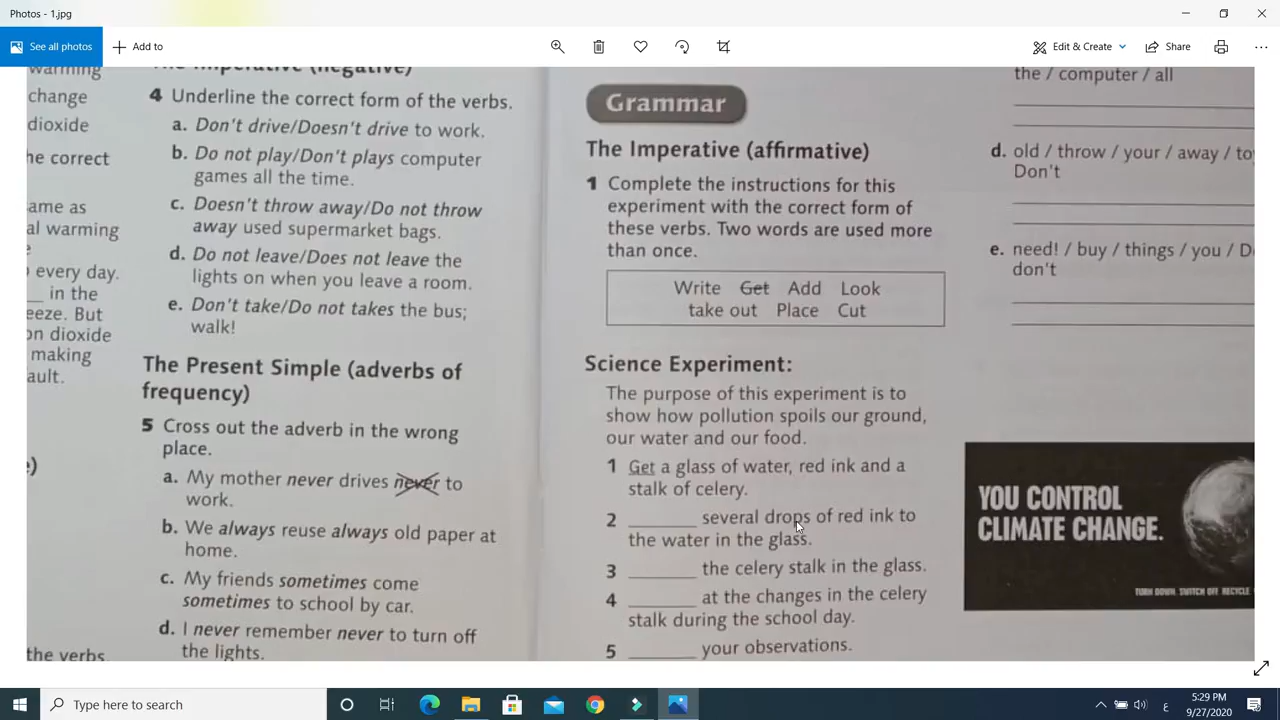 Photos - 1.jpg
See all photos
Add to
Edit & Create
Share
warming
change
dioxide
he correct
ame as
al warming
every day.
in the
eeze. But
on dioxide
making
ault.
the verbs.
The Imperative (negative)
4 Underline the correct form of the verbs.
a. Don't drive/Doesn't drive to work.
b. Do not play/Don't plays computer
games all the time.
c. Doesn't throw away/Do not throw
away used supermarket bags.
d. Do not leave/Does not leave the
lights on when you leave a room.
e. Don't take/Do not takes the bus;
walk!
The Present Simple (adverbs of
frequency)
5 Cross out the adverb in the wrong
place.
a. My mother never drives never to
work.
b. We always reuse always old paper at
home.
c. My friends sometimes come
sometimes to school by car.
d. I never remember never to turn off
the lights.
Grammar
The Imperative (affirmative)
1 Complete the instructions for this
experiment with the correct form of
these verbs. Two words are used more
than once.
Write Get Add Look
take out Place Cut
Science Experiment:
The purpose of this experiment is to
show how pollution spoils our ground,
our water and our food.
1 Get a glass of water, red ink and a
stalk of celery.
2 ______ several drops of red ink to
the water in the glass.
3 ______ the celery stalk in the glass.
4 ______ at the changes in the celery
stalk during the school day.
5 ______ your observations.
the / computer / all
d. old / throw / your / away / to
Don't
e. need! / buy / things / you / D
don't
YOU CONTROL
CLIMATE CHANGE.
TURN DOWN. SWITCH OFF. RECYCLE.
Type here to search
ع
5:29 PM
9/27/2020